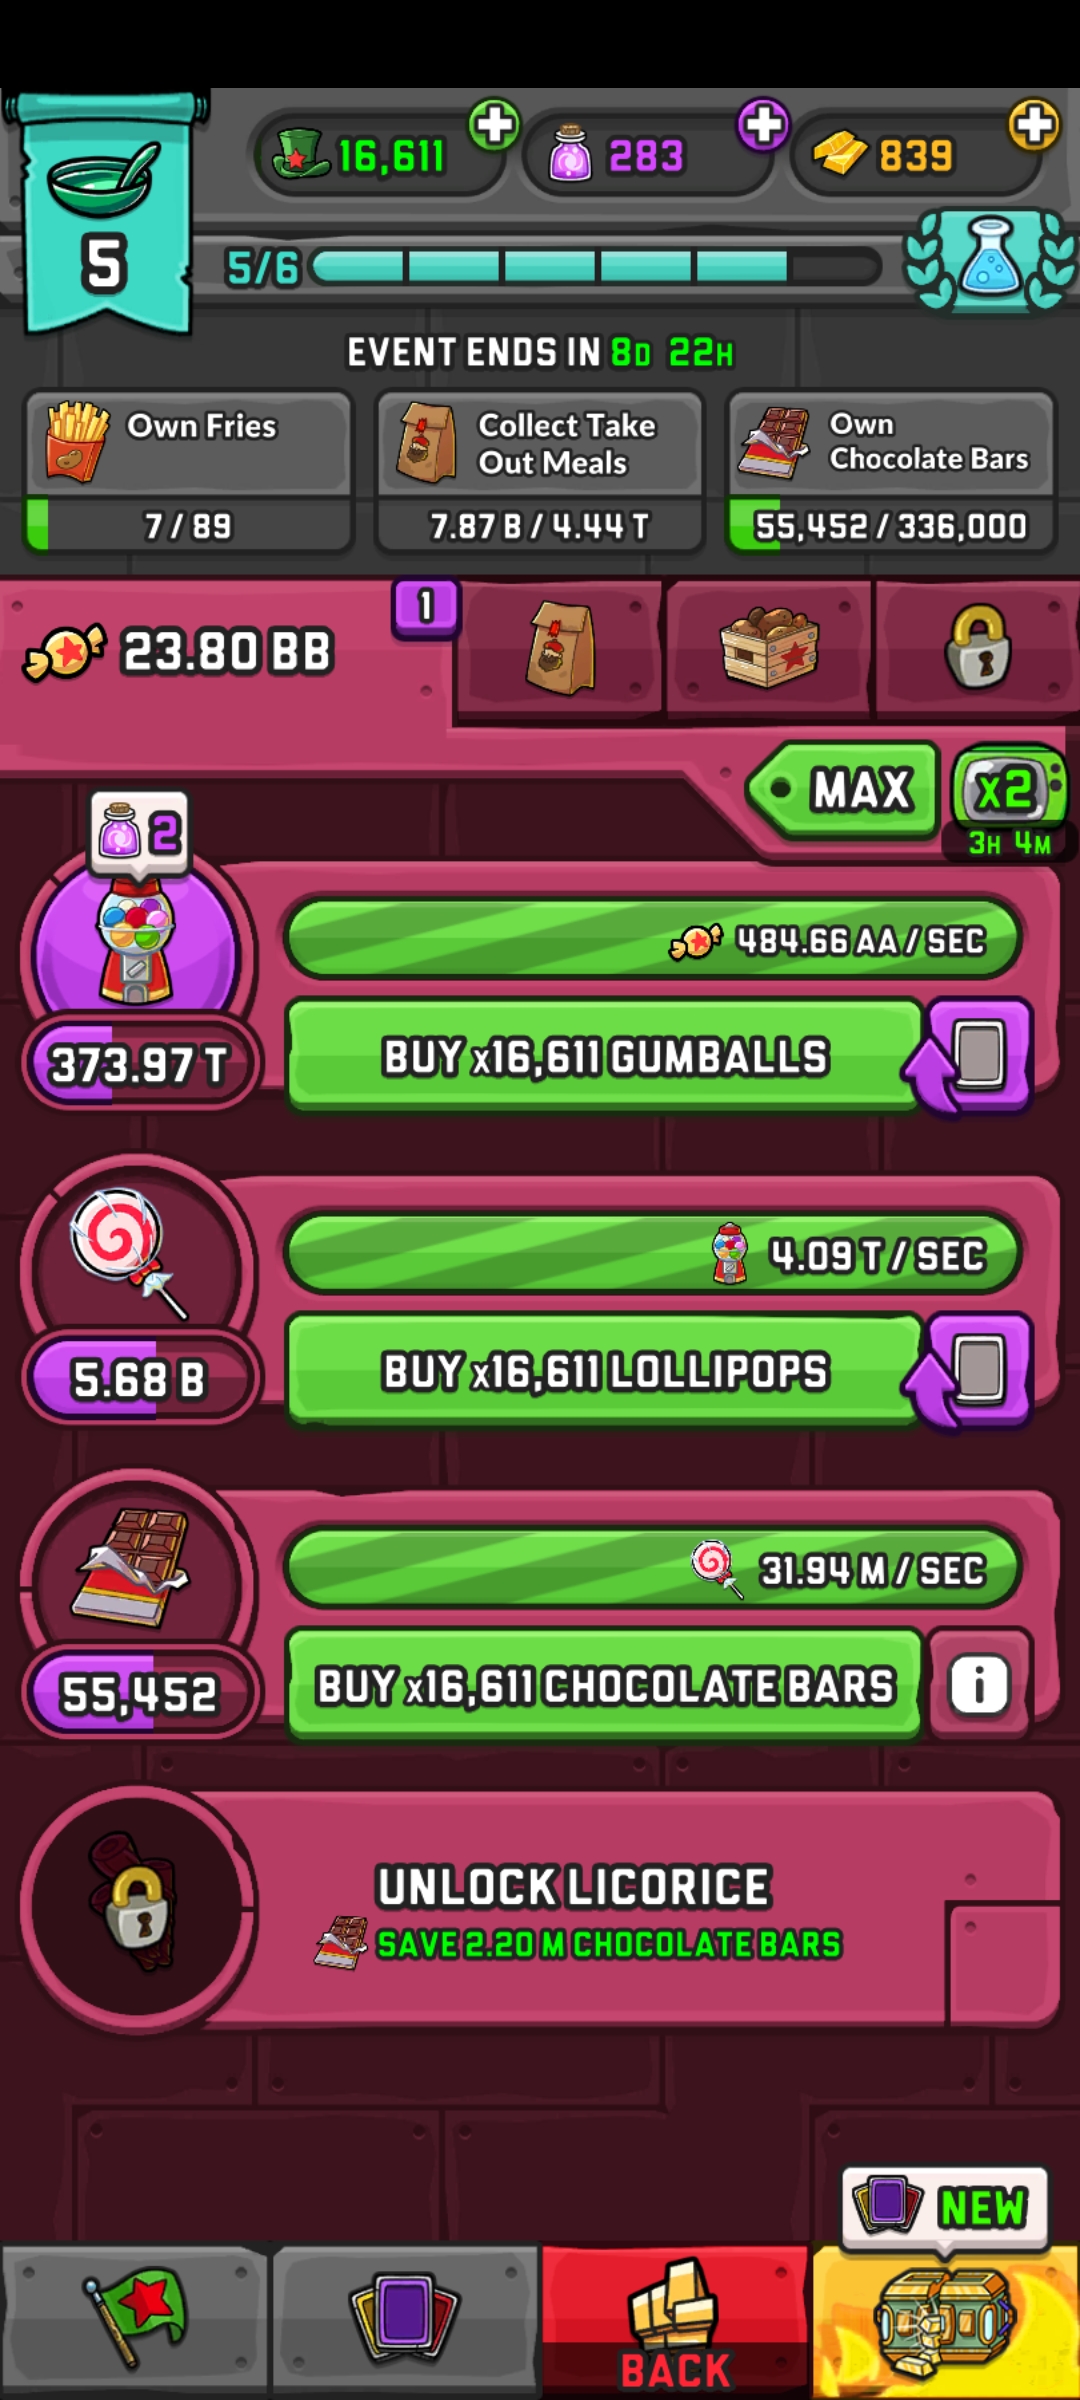 16,611
283
839
5
5/6
EVENT ENDS IN 8D 22H
Own Fries
7 / 89
Collect Take
Out Meals
7.87 B / 4.44 T
Own
Chocolate Bars
55,452 / 336,000
23.80 BB
1
MAX
x2
3H 4M
2
484.66 AA / SEC
373.97 T
BUY x16,611 GUMBALLS
4.09 T / SEC
5.68 B
BUY x16,611 LOLLIPOPS
31.94 M / SEC
55,452
BUY x16,611 CHOCOLATE BARS
i
UNLOCK LICORICE
SAVE 2.20 M CHOCOLATE BARS
NEW
BACK